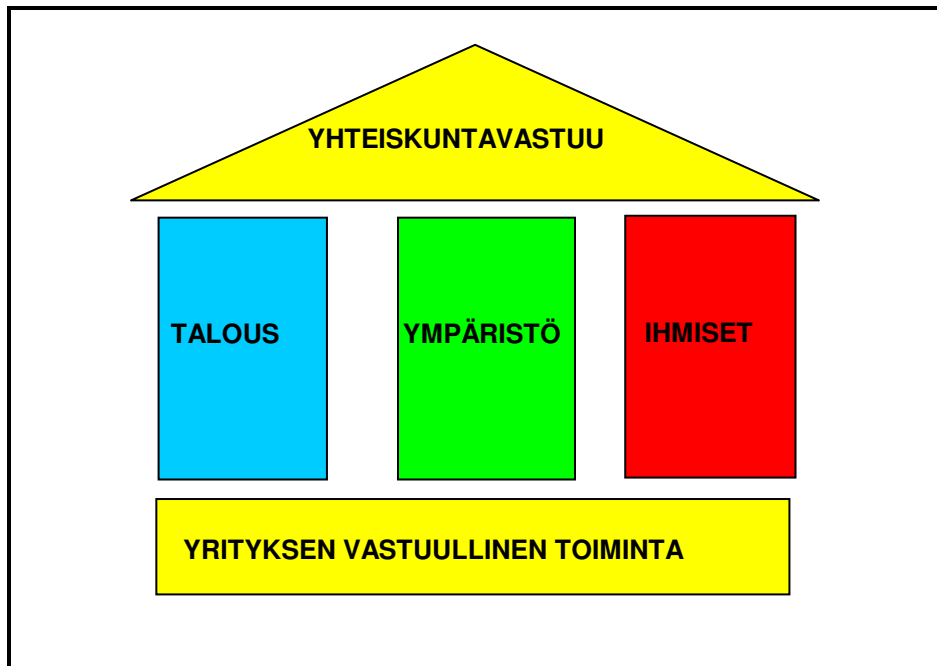 YHTEISKUNTAVASTUU
TALOUS
YMPÄRISTÖ
IHMISET
YRITYKSEN VASTUULLINEN TOIMINTA